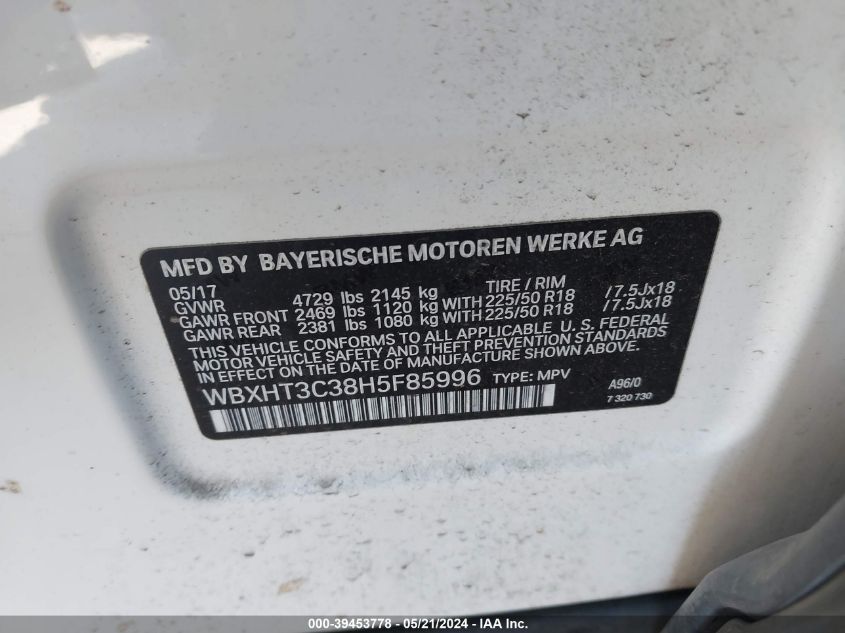 MFD BY BAYERISCHE MOTOREN WERKE AG
05/17 TIRE / RIM
GVWR 4729 lbs 2145 kg
GAWR FRONT 2469 lbs 1120 kg WITH 225/50 R18 /7.5Jx18
GAWR REAR 2381 lbs 1080 kg WITH 225/50 R18 /7.5Jx18
THIS VEHICLE CONFORMS TO ALL APPLICABLE U.S. FEDERAL
MOTOR VEHICLE SAFETY AND THEFT PREVENTION STANDARDS
IN EFFECT ON THE DATE OF MANUFACTURE SHOWN ABOVE.
WBXHT3C38H5F85996 TYPE: MPV A96/0
7 320 730
000-39453778 - 05/21/2024 - IAA Inc.